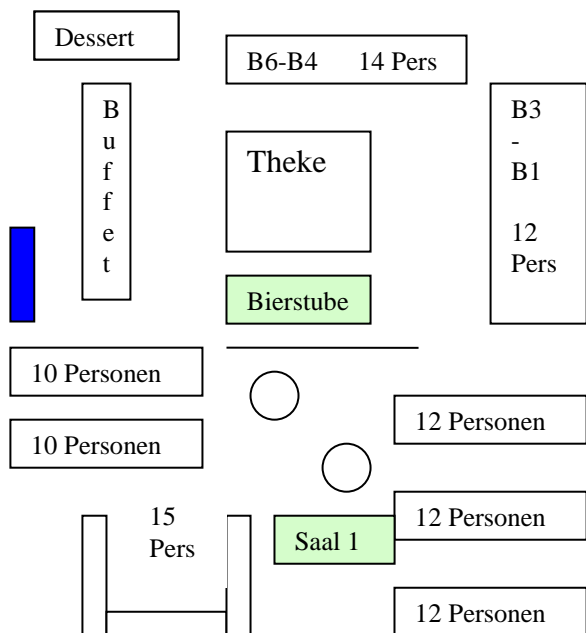 Dessert
B6-B4 14 Pers
B
u
f
f
e
t
Theke
B3
-
B1
12
Pers
Bierstube
10 Personen
12 Personen
10 Personen
15
Pers
12 Personen
Saal 1
12 Personen